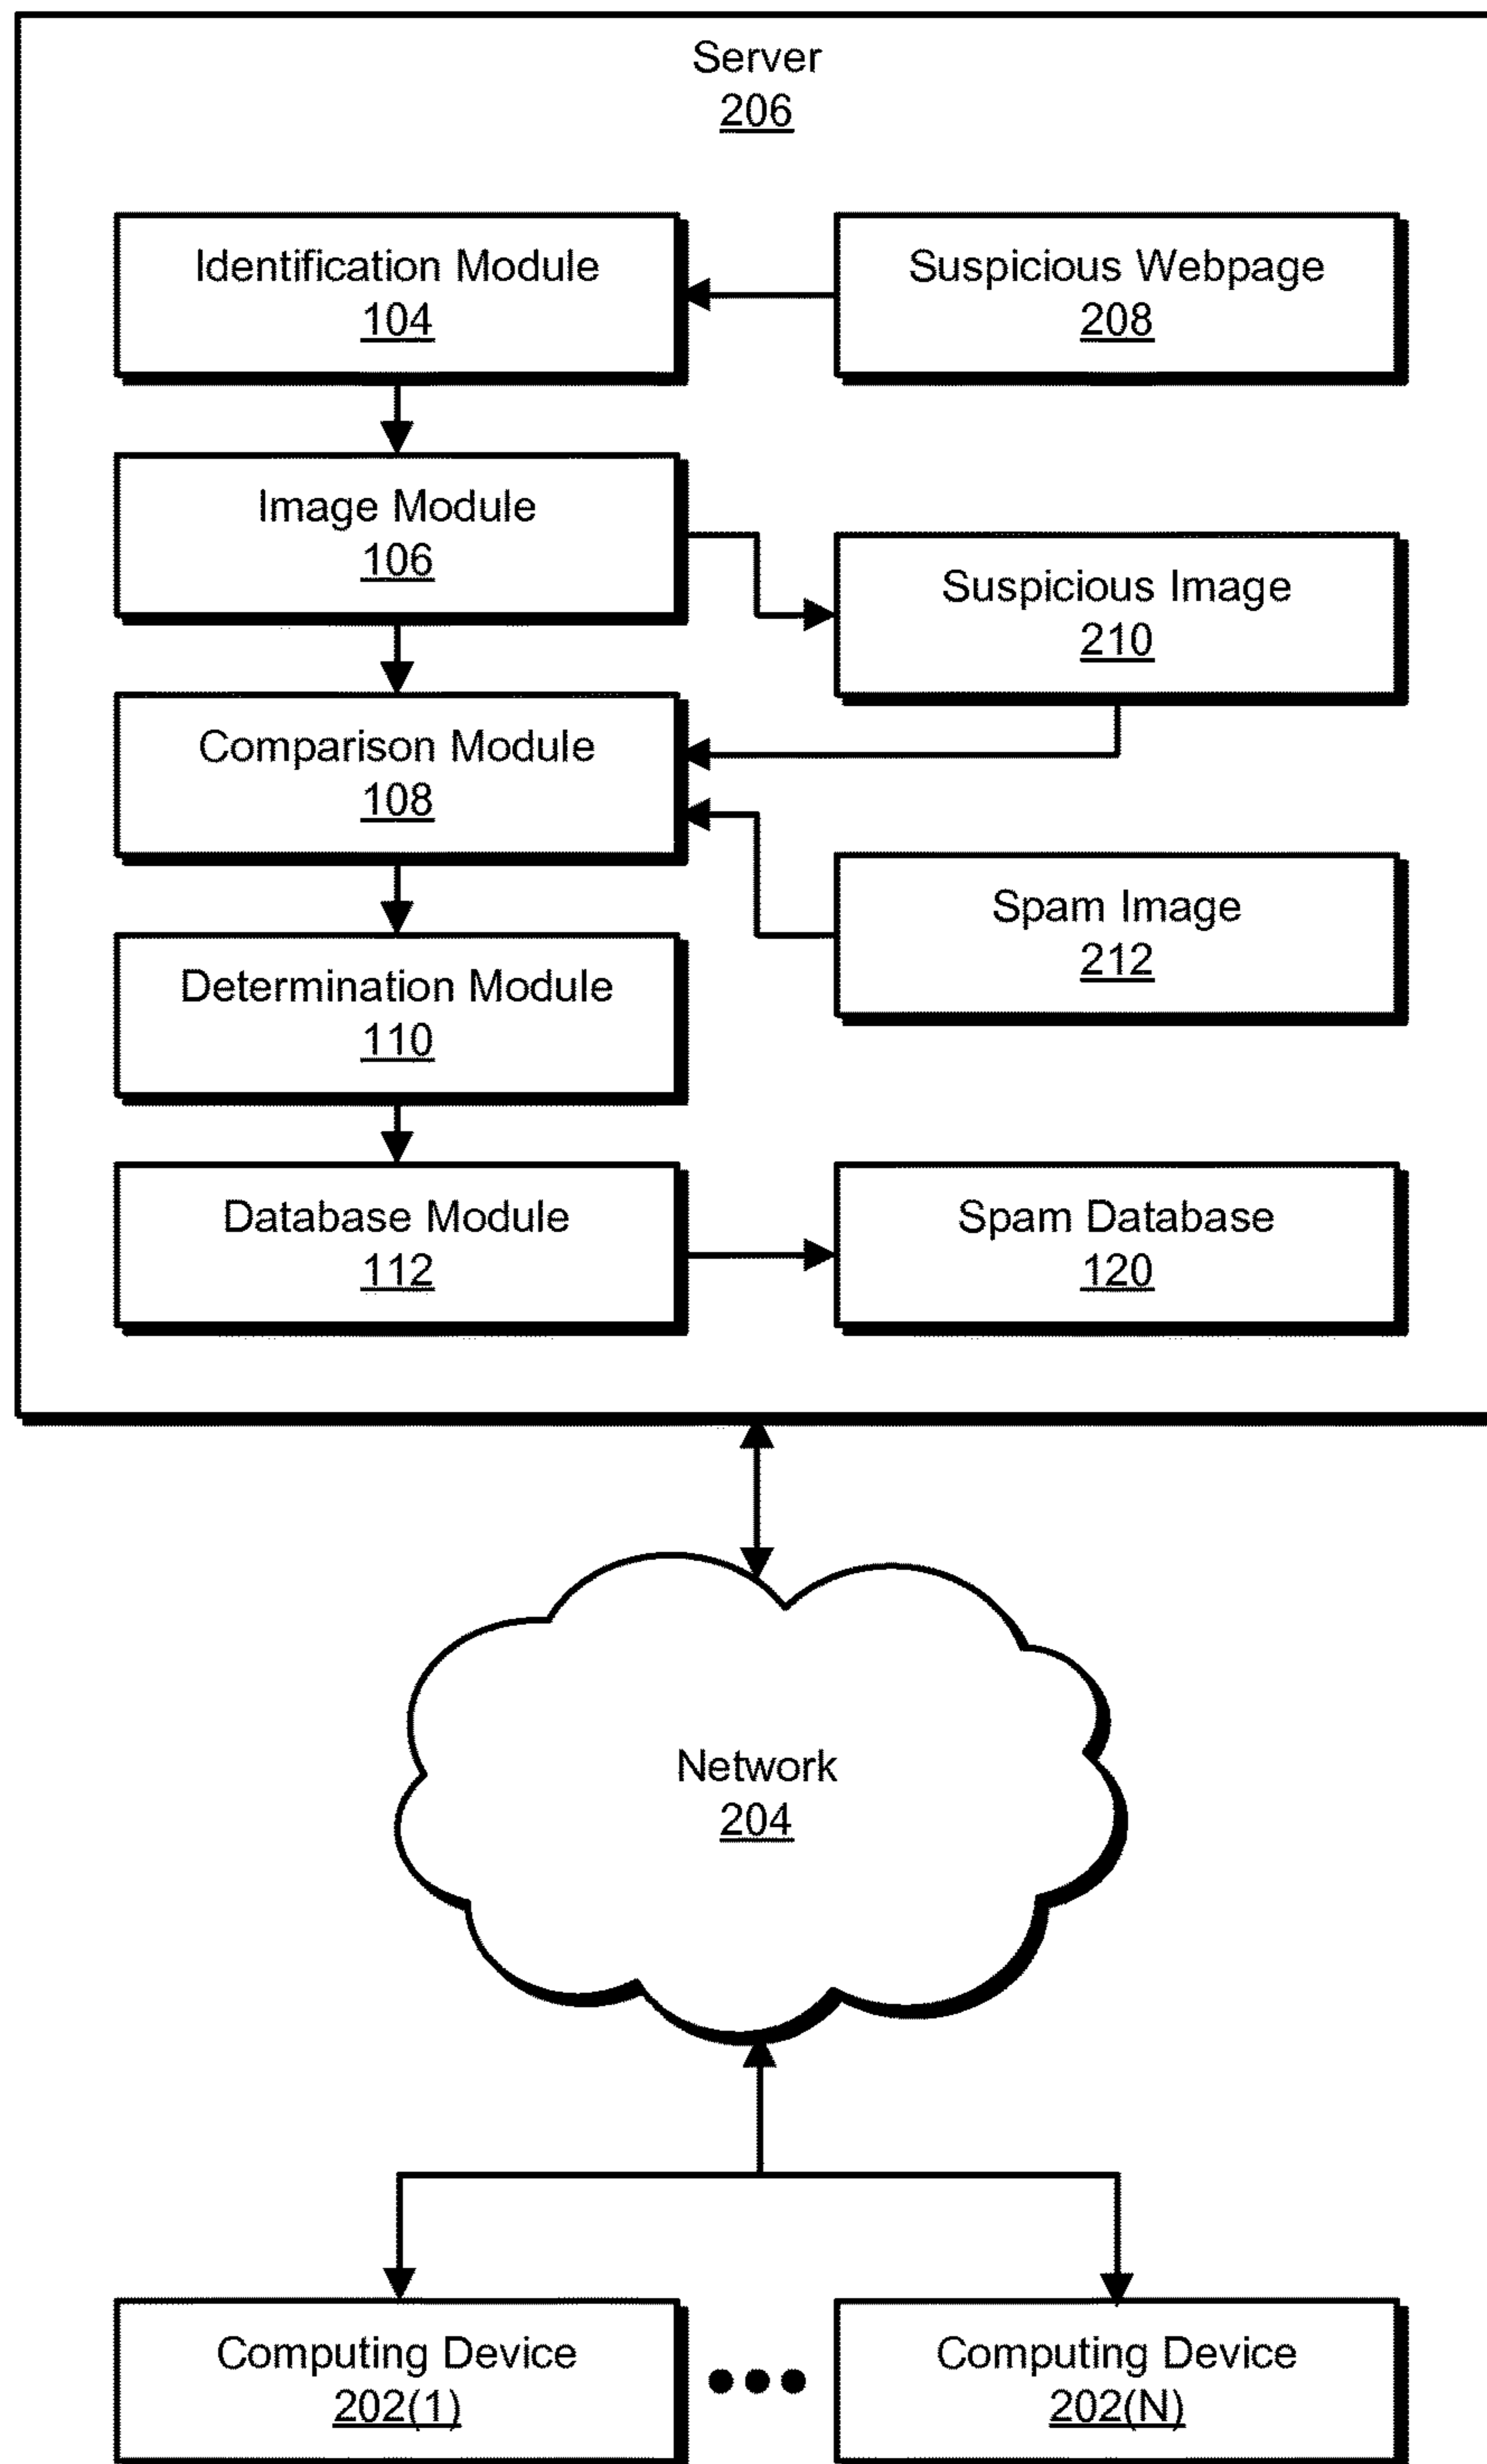 Server
206
Identification Module
104
Suspicious Webpage
208
Image Module
106
Suspicious Image
210
Comparison Module
108
Spam Image
212
Determination Module
110
Database Module
112
Spam Database
120
Network
204
Computing Device
202(1)
Computing Device
202(N)